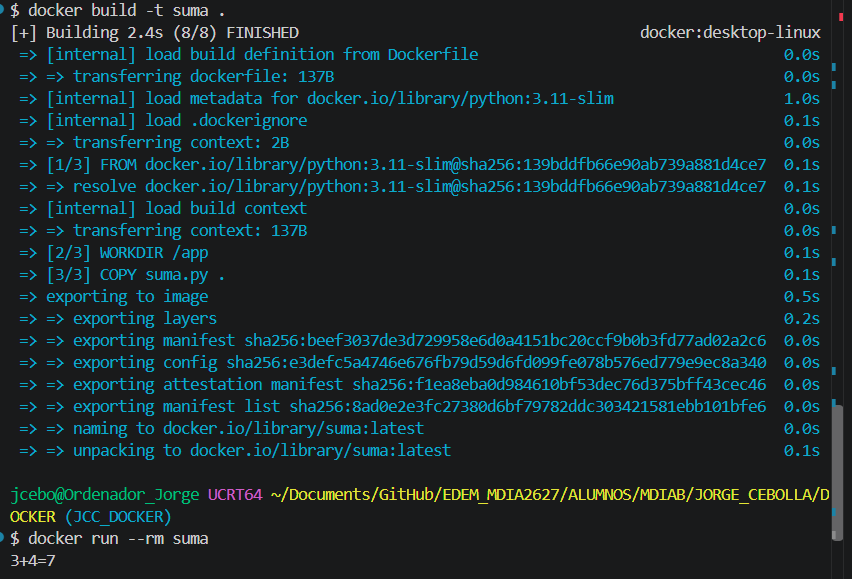 $ docker build -t suma .
[+] Building 2.4s (8/8) FINISHED docker:desktop-linux
=> [internal] load build definition from Dockerfile 0.0s
=> => transferring dockerfile: 137B 0.0s
=> [internal] load metadata for docker.io/library/python:3.11-slim 1.0s
=> [internal] load .dockerignore 0.1s
=> => transferring context: 2B 0.0s
=> [1/3] FROM docker.io/library/python:3.11-slim@sha256:139bddfb66e90ab739a881d4ce7 0.1s
=> => resolve docker.io/library/python:3.11-slim@sha256:139bddfb66e90ab739a881d4ce7 0.1s
=> [internal] load build context 0.0s
=> => transferring context: 137B 0.0s
=> [2/3] WORKDIR /app 0.1s
=> [3/3] COPY suma.py . 0.1s
=> exporting to image 0.5s
=> => exporting layers 0.2s
=> => exporting manifest sha256:beef3037de3d729958e6d0a4151bc20ccf9b0b3fd77ad02a2c6 0.0s
=> => exporting config sha256:e3defc5a4746e676fb79d59d6fd099fe078b576ed779e9ec8a340 0.0s
=> => exporting attestation manifest sha256:f1ea8eba0d984610bf53dec76d375bff43cec46 0.0s
=> => exporting manifest list sha256:8ad0e2e3fc27380d6bf79782ddc303421581ebb101bfe6 0.0s
=> => naming to docker.io/library/suma:latest 0.0s
=> => unpacking to docker.io/library/suma:latest 0.1s
jcebo@Ordenador_Jorge UCRT64 ~/Documents/GitHub/EDEM_MDIA2627/ALUMNOS/MDIAB/JORGE_CEBOLLA/D
OCKER (JCC_DOCKER)
$ docker run --rm suma
3+4=7